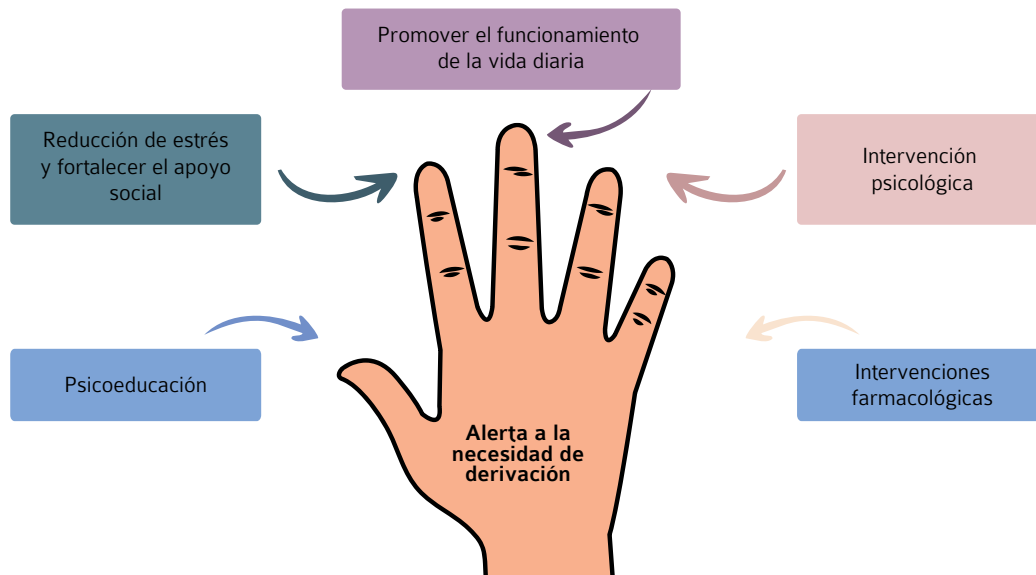 Promover el funcionamiento
de la vida diaria
Reducción de estrés
y fortalecer el apoyo
social
Intervención
psicológica
Psicoeducación
Intervenciones
farmacológicas
Alerta a la
necesidad de
derivación